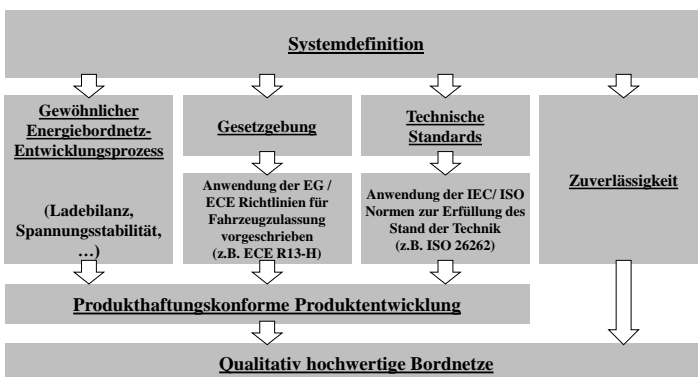 Systemdefinition
Gewöhnlicher
Energiebordnetz-
Entwicklungsprozess
(Ladebilanz,
Spannungsstabilität,
…)
Gesetzgebung
Anwendung der EG /
ECE Richtlinien für
Fahrzeugzulassung
vorgeschrieben
(z.B. ECE R13-H)
Technische
Standards
Anwendung der IEC/ ISO
Normen zur Erfüllung des
Stand der Technik
(z.B. ISO 26262)
Zuverlässigkeit
Produkthaftungskonforme Produktentwicklung
Qualitativ hochwertige Bordnetze